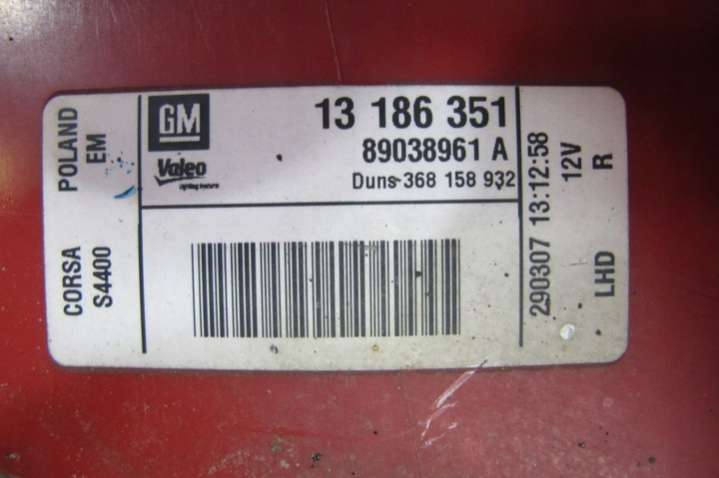 CORSA POLAND
S4400 EM
GM
Valeo
13 186 351
89038961 A
Duns-368 158 932
290307 13:12:58
12V
LHD R